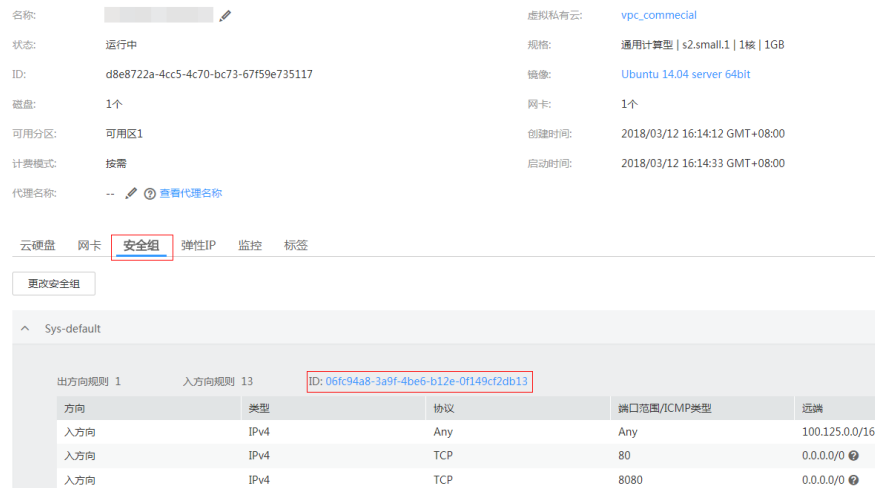 名称:
虚拟私有云: vpc_commecial
状态: 运行中
规格: 通用计算型 | s2.small.1 | 1核 | 1GB
ID: d8e8722a-4cc5-4c70-bc73-67f59e735117
镜像: Ubuntu 14.04 server 64bit
磁盘: 1个
网卡: 1个
可用分区: 可用区1
创建时间: 2018/03/12 16:14:12 GMT+08:00
计费模式: 按需
启动时间: 2018/03/12 16:14:33 GMT+08:00
代理名称: -- 查看代理名称
云硬盘 网卡 安全组 弹性IP 监控 标签
更改安全组
Sys-default
出方向规则 1 入方向规则 13 ID: 06fc94a8-3a9f-4be6-b12e-0f149cf2db13
方向 类型 协议 端口范围/ICMP类型 远端
入方向 IPv4 Any Any 100.125.0.0/16
入方向 IPv4 TCP 80 0.0.0.0/0
入方向 IPv4 TCP 8080 0.0.0.0/0